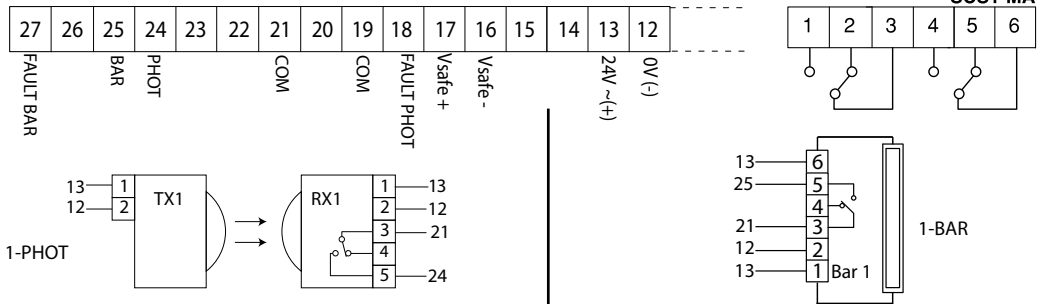 27 26 25 24 23 22 21 20 19 18 17 16 15 14 13 12
FAULT BAR
BAR
PHOT
COM
COM
FAULT PHOT
Vsafe +
Vsafe -
24V ~(+)
0V (-)
1 2 3 4 5 6
1-PHOT
13 1
12 2
TX1
RX1
1 13
2 12
3 21
4
5 24
13 6
25 5
4
21 3
12 2
13 1 Bar 1
1-BAR